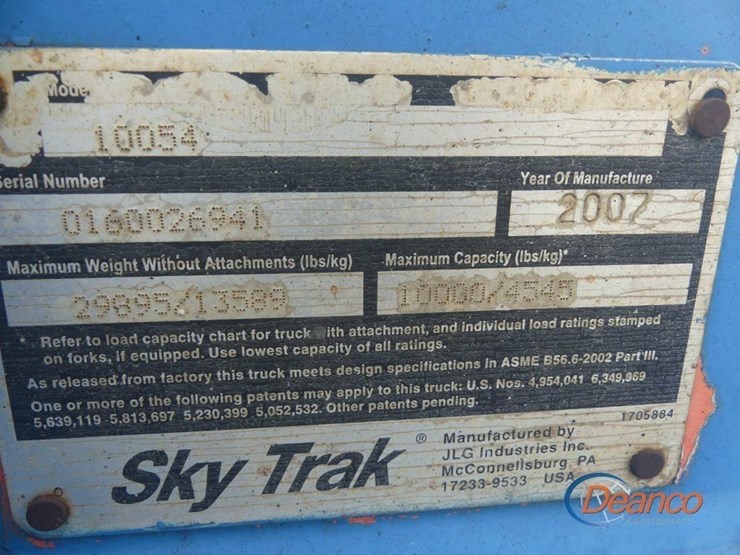 Model
10054
Serial Number
Year Of Manufacture
0160026941
2007
Maximum Weight Without Attachments (lbs/kg)
Maximum Capacity (lbs/kg)*
29895/13589
10000/4545
* Refer to load capacity chart for truck ith attachment, and individual load ratings stamped
on forks, if equipped. Use lowest capacity of all ratings.
As released from factory this truck meets design specifications in ASME B56.6-2002 Part III.
One or more of the following patents may apply to this truck: U.S. Nos. 4,954,041 6,349,969
5,639,119 5,813,697 5,230,399 5,052,532. Other patents pending.
1705884
Sky Trak ®
Manufactured by
JLG Industries Inc.
McConnellsburg PA
17233-9533 USA
Deanco